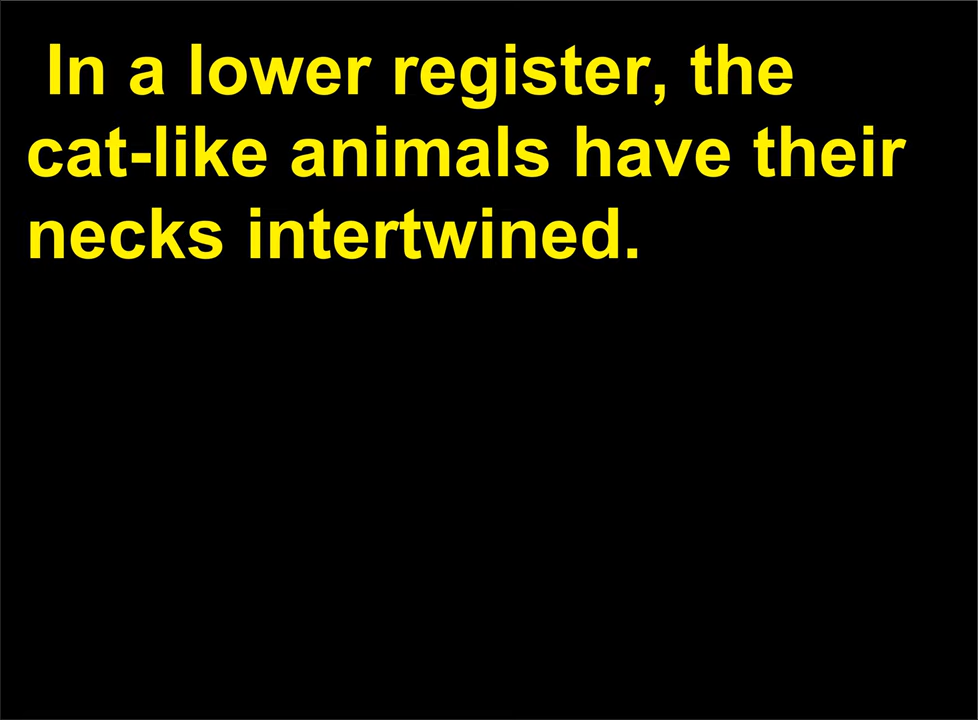 In a lower register, the
cat-like animals have their
necks intertwined.